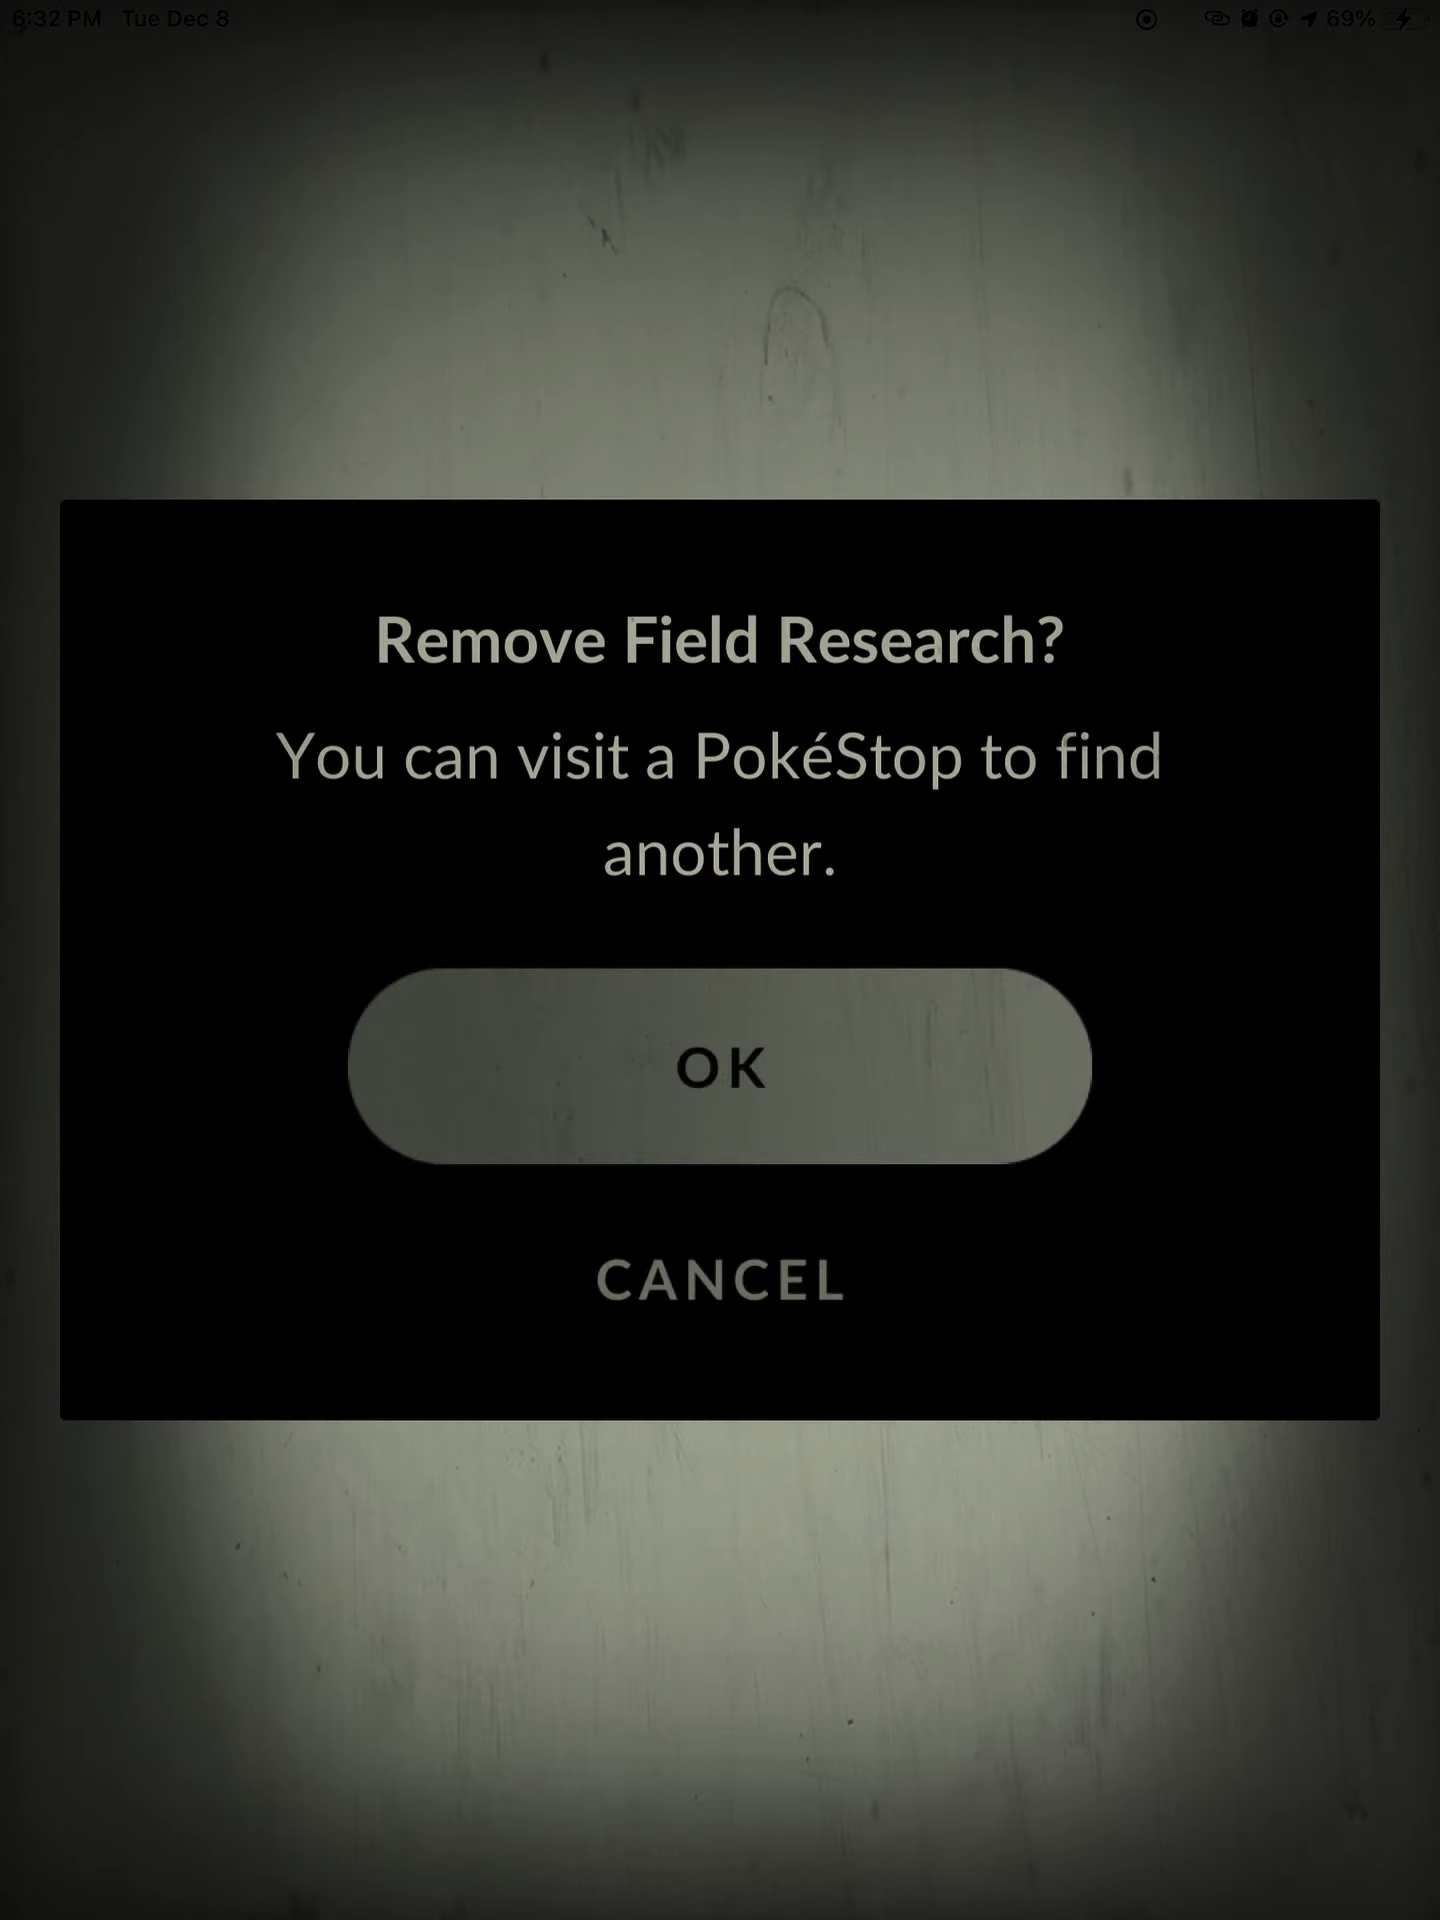 6:32 PM Tue Dec 8
69%
Remove Field Research?
You can visit a PokéStop to find
another.
OK
CANCEL